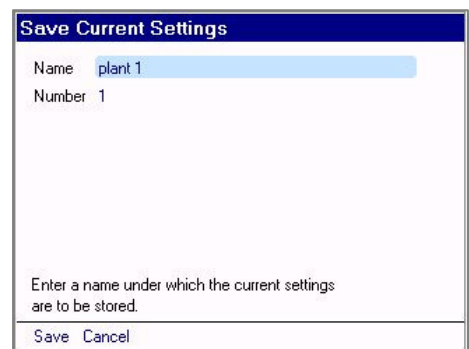 Save Current Settings
Name plant 1
Number 1
Enter a name under which the current settings
are to be stored.
Save Cancel